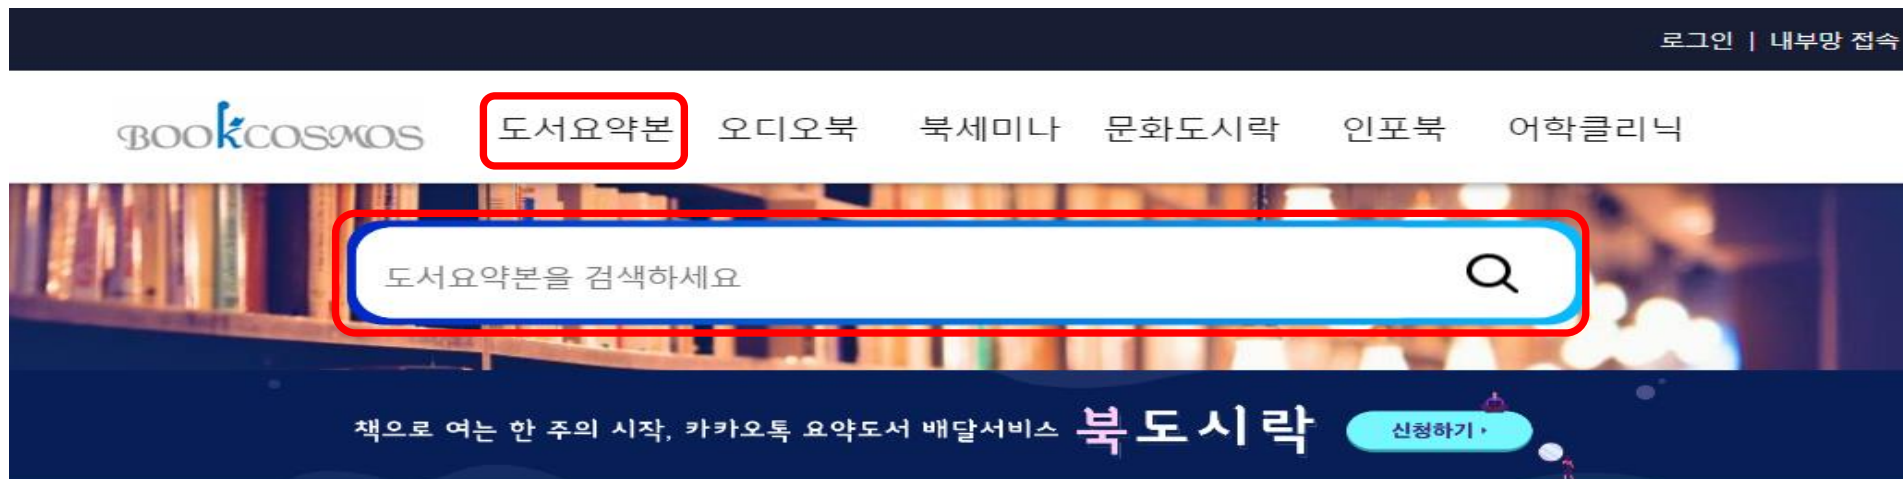 로그인 | 내부망 접속
BOOKCOSMOS 도서요약본 오디오북 북세미나 문화도시락 인포북 어학클리닉
도서요약본을 검색하세요
책으로 여는 한 주의 시작, 카카오톡 요약도서 배달서비스 북도시락 신청하기